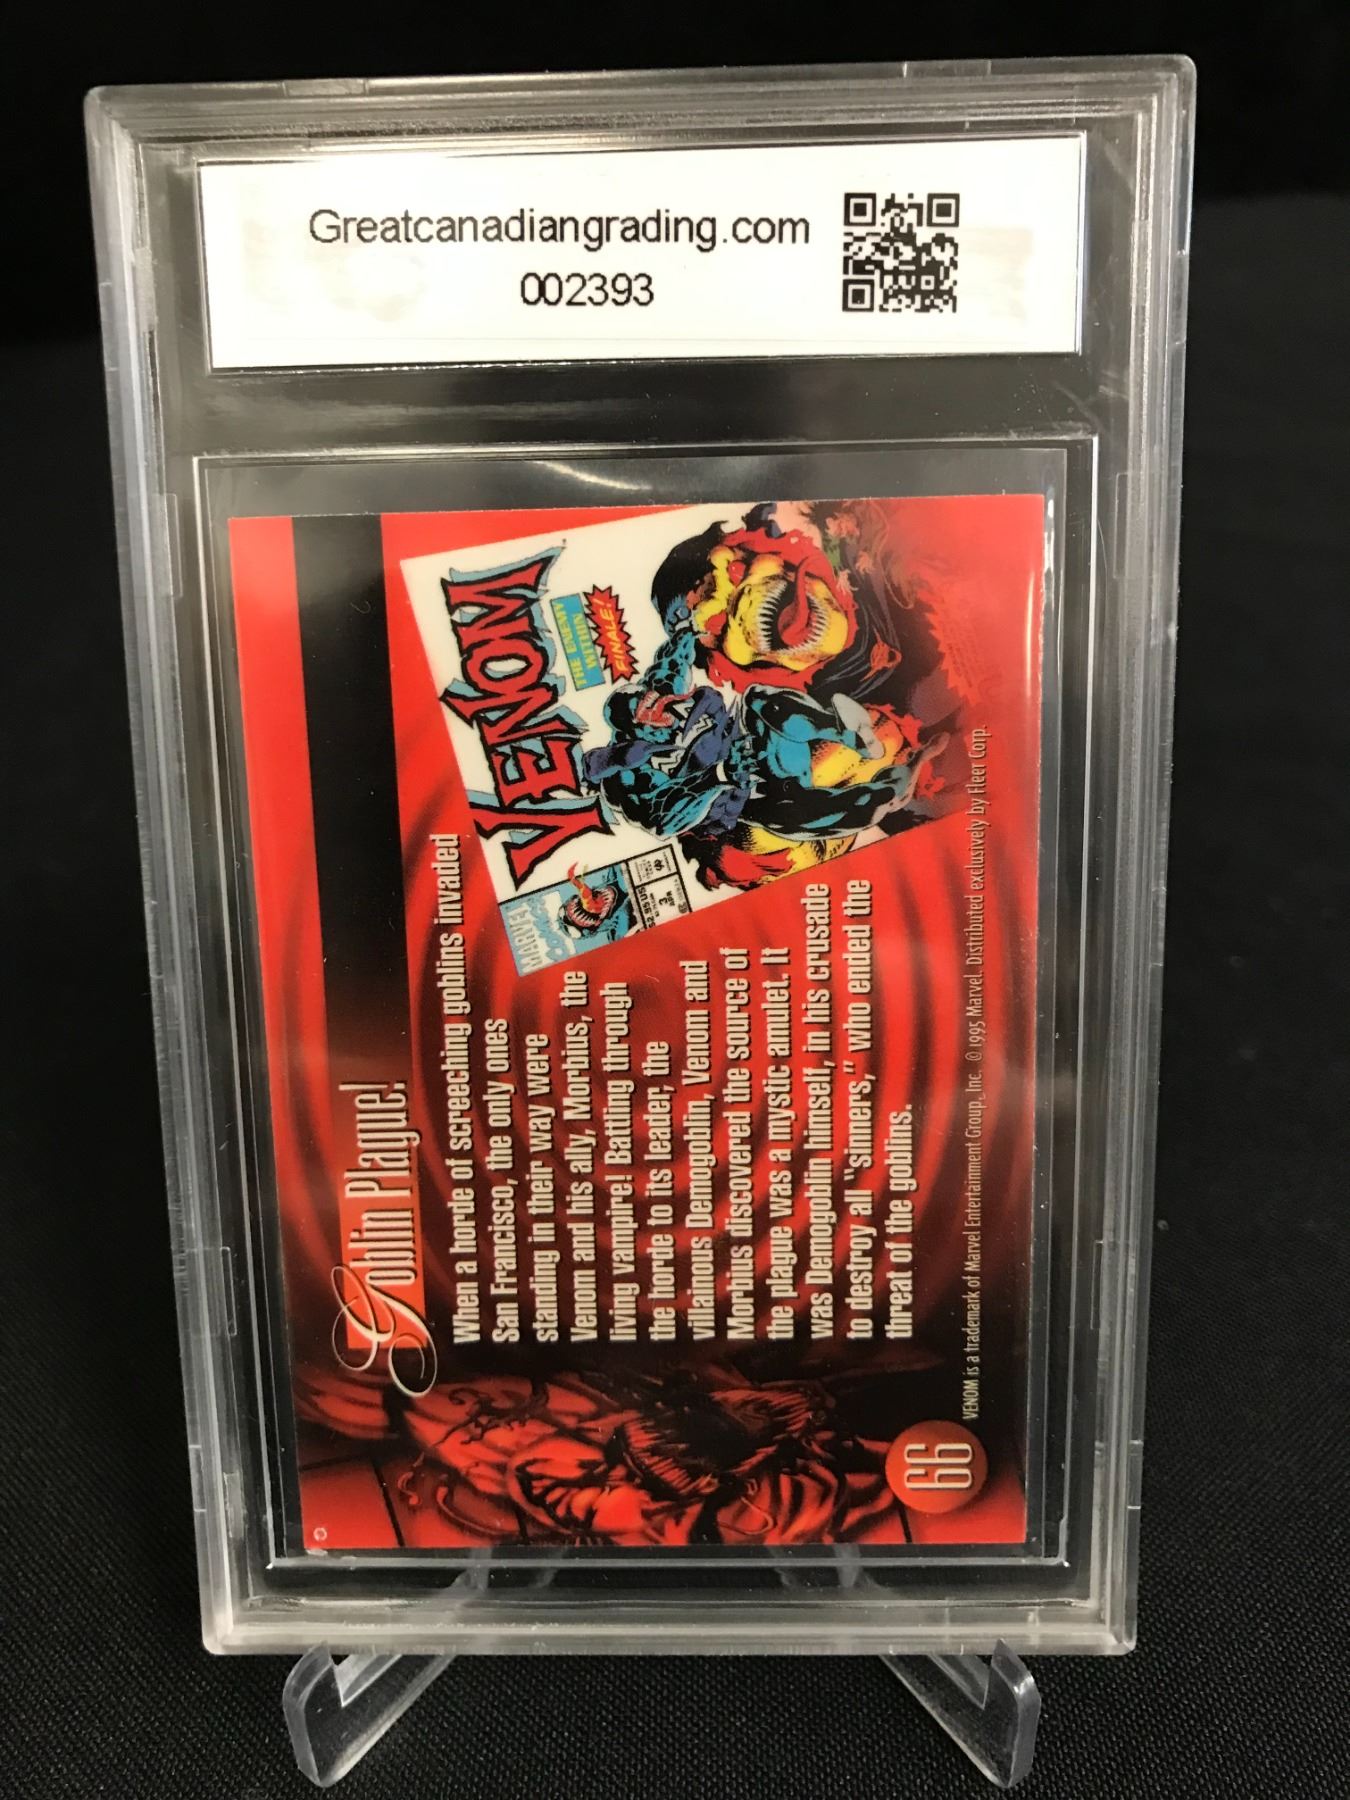 Greatcanadiangrading.com
002393
Goblin Plague!
When a horde of screeching goblins invaded
San Francisco, the only ones
standing in their way were
Venom and his ally, Morbius, the
living vampire! Batting through
the horde to its leader, the
villainous Demogoblin, Venom and
Morbius discovered the source of
the plague was a mystic amulet. It
was Demogoblin himself, in his crusade
to destroy all "sinners," who ended the
threat of the goblins.
VENOM
THE ENEMY
WITHIN
FINALE!
MARVEL
COMICS
$2.95 US
3
APR
VENOM is a trademark of Marvel Entertainment Group, Inc. © 1995 Marvel. Distributed exclusively by Fleer Corp.
66